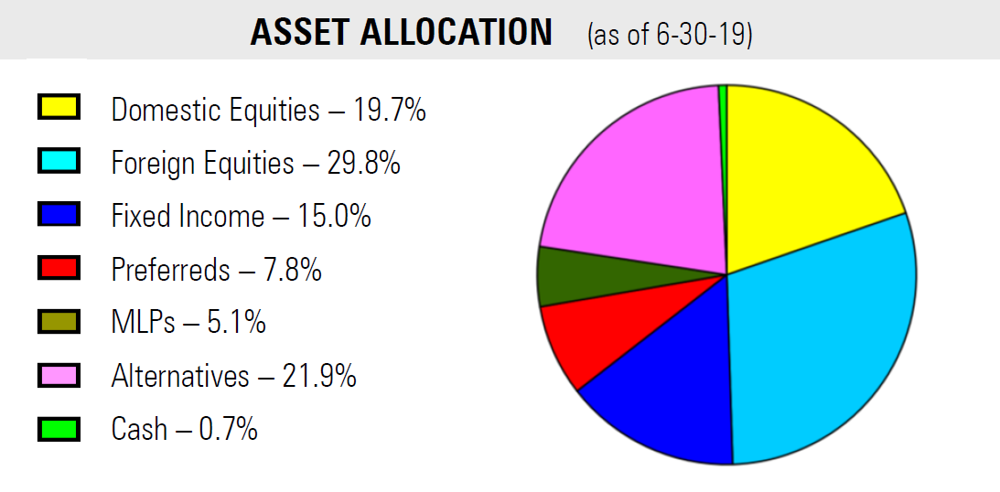 ASSET ALLOCATION (as of 6-30-19)
Domestic Equities – 19.7%
Foreign Equities – 29.8%
Fixed Income – 15.0%
Preferreds – 7.8%
MLPs – 5.1%
Alternatives – 21.9%
Cash – 0.7%